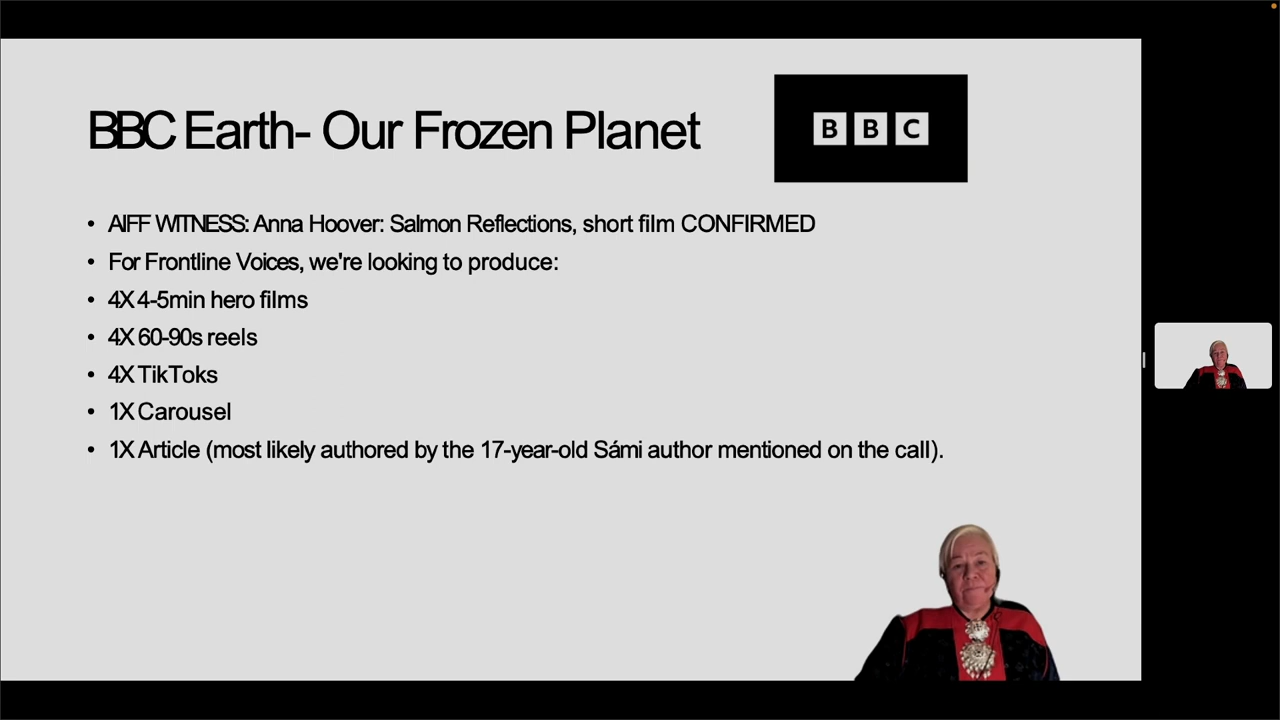 BBC Earth- Our Frozen Planet
BBC
• AIFF WITNESS: Anna Hoover: Salmon Reflections, short film CONFIRMED
• For Frontline Voices, we're looking to produce:
• 4X 4-5min hero films
• 4X 60-90s reels
• 4X TikToks
• 1X Carousel
• 1X Article (most likely authored by the 17-year-old Sámi author mentioned on the call).